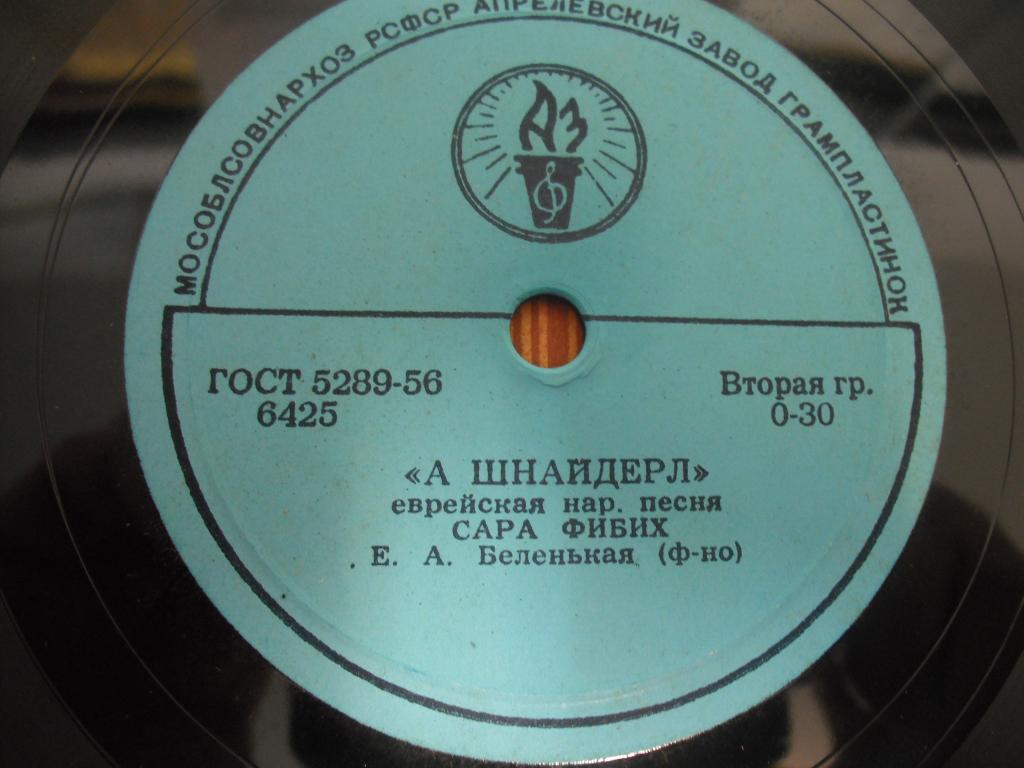 МОСОБЛСОВНАРХОЗ РСФСР АПРЕЛЕВСКИЙ ЗАВОД ГРАМПЛАСТИНОК
АЗ
ГОСТ 5289-56
6425
Вторая гр.
0-30
«А ШНАЙДЕРЛ»
еврейская нар. песня
САРА ФИБИХ
Е. А. Беленькая (ф-но)